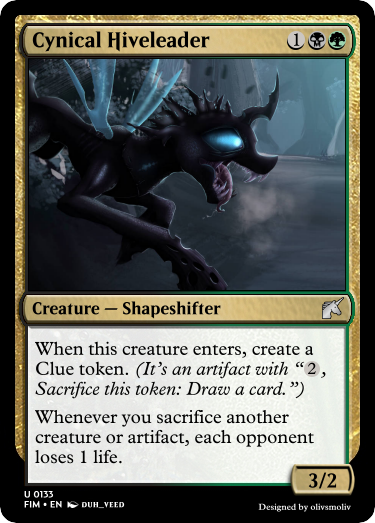 Cynical Hiveleader 1
Creature — Shapeshifter
When this creature enters, create a
Clue token. (It's an artifact with “2,
Sacrifice this token: Draw a card.”)
Whenever you sacrifice another
creature or artifact, each opponent
loses 1 life.
3/2
U 0133
FIM • EN DUH_VEED
Designed by olivsmoliv